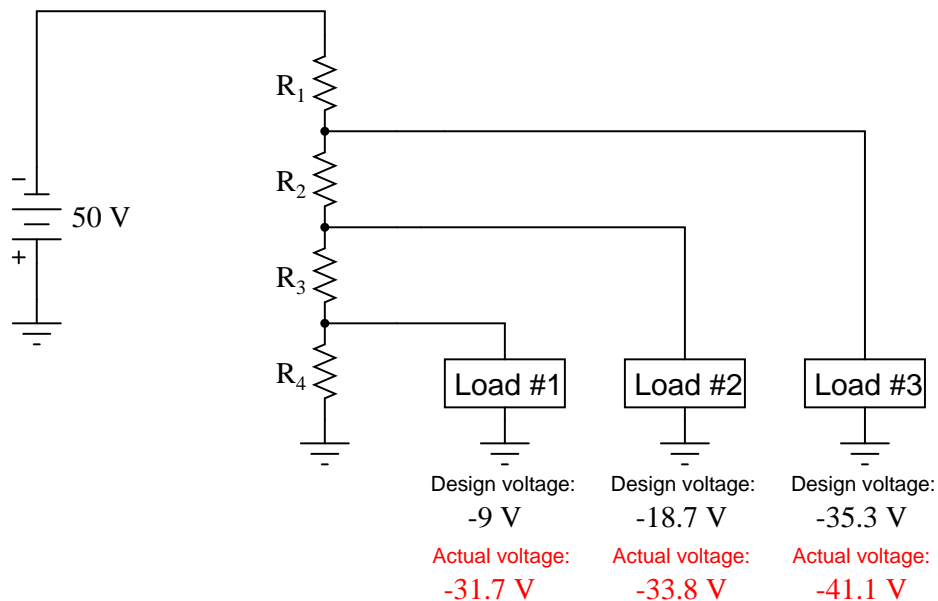 R1
R2
-
50 V
+
R3
R4
Load #1 Load #2 Load #3
Design voltage: Design voltage: Design voltage:
-9 V -18.7 V -35.3 V
Actual voltage: Actual voltage: Actual voltage:
-31.7 V -33.8 V -41.1 V